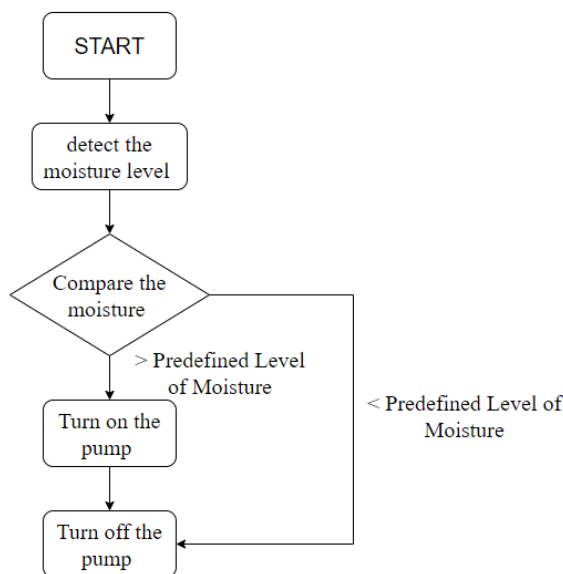 START
detect the
moisture level
Compare the
moisture
> Predefined Level
of Moisture
< Predefined Level of
Moisture
Turn on the
pump
Turn off the
pump